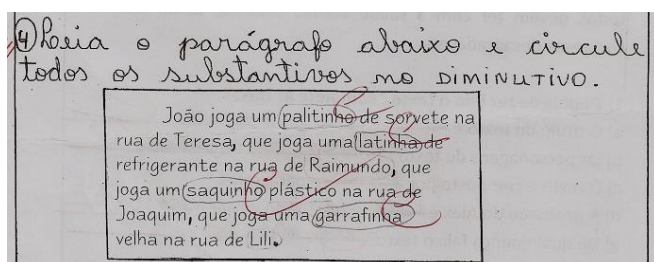 ④ Leia o parágrafo abaixo e circule
todos os substantivos no DIMINUTIVO.
João joga um palitinho de sorvete na
rua de Teresa, que joga uma latinha de
refrigerante na rua de Raimundo, que
joga um saquinho plástico na rua de
Joaquim, que joga uma garrafinha
velha na rua de Lili.